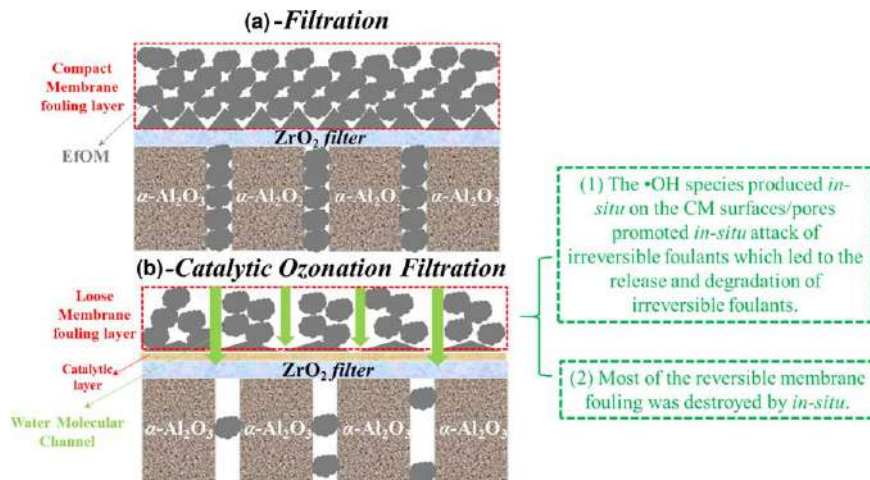 (a) -Filtration
Compact
Membrane
fouling layer
EfOM
ZrO2 filter
α-Al2O3
α-Al2O3
α-Al2O
α-Al2O3
(b)-Catalytic Ozonation Filtration
Loose
Membrane
fouling layer
Catalytic
layer
ZrO2 filter
Water Molecular
Channel
α-Al2O3
α-Al2O3
α-Al2O3
α-Al2O3
(1) The •OH species produced in-
situ on the CM surfaces/pores
promoted in-situ attack of
irreversible foulants which led to the
release and degradation of
irreversible foulants.
(2) Most of the reversible membrane
fouling was destroyed by in-situ.